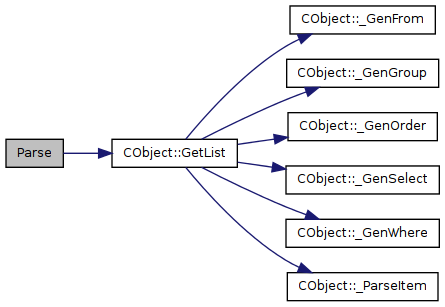 Parse
CObject::GetList
CObject::_GenFrom
CObject::_GenGroup
CObject::_GenOrder
CObject::_GenSelect
CObject::_GenWhere
CObject::_ParseItem